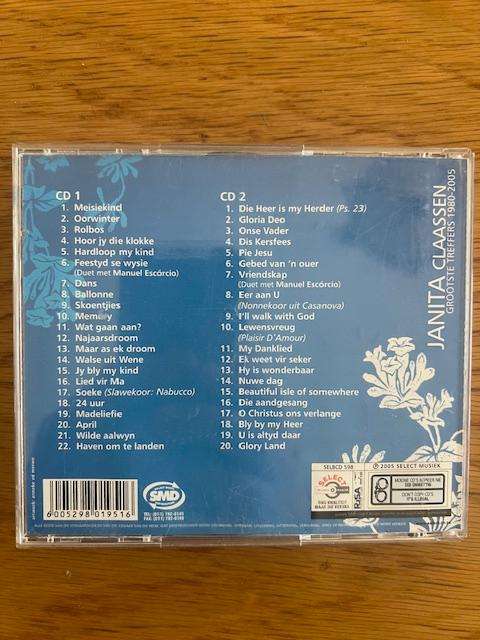 CD 1
1. Meisiekind
2. Oorwinter
3. Rolbos
4. Hoor jy die klokke
5. Hardloop my kind
6. Feestyd se wysie
(Duet met Manuel Escórcio)
7. Dans
8. Ballonne
9. Skoentjies
10. Memory
11. Wat gaan aan?
12. Najaarsdroom
13. Maar as ek droom
14. Walse uit Wene
15. Jy bly my kind
16. Lied vir Ma
17. Soeke (Slawekoor: Nabucco)
18. 24 uur
19. Madeliefie
20. April
21. Wilde aalwyn
22. Haven om te landen
CD 2
1. Die Heer is my Herder (Ps. 23)
2. Gloria Deo
3. Onse Vader
4. Dis Kersfees
5. Pie Jesu
6. Gebed van 'n ouer
7. Vriendskap
(Duet met Manuel Escórcio)
8. Eer aan U
(Nonnekoor uit Casanova)
9. I'll walk with God
10. Lewensvreug
(Plaisir D'Amour)
11. My Danklied
12. Ek weet vir seker
13. Hy is wonderbaar
14. Nuwe dag
15. Beautiful isle of somewhere
16. Die aandgesang
17. O Christus ons verlange
18. Bly by my Heer
19. U is altyd daar
20. Glory Land
JANITA CLAASSEN
GROOTSTE TREFFERS 1980-2005
6 005298 019516
SMD
SELBCD 598
℗ 2005 SELECT MUSIEK
SELECT
RiSA
DON'T COPY CD'S
IT'S ILLEGAL